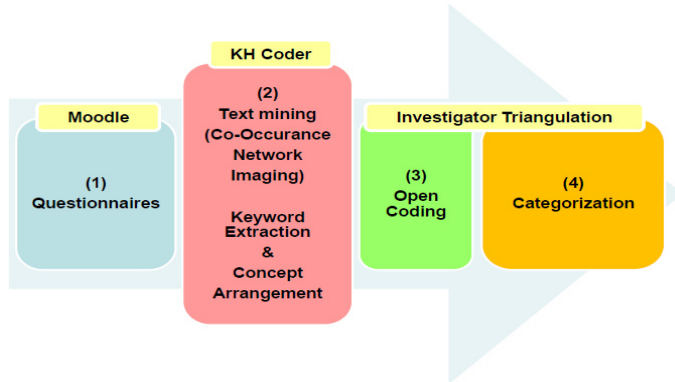 Moodle
(1)
Questionnaires
KH Coder
(2)
Text mining
(Co-Occurance
Network
Imaging)
Keyword
Extraction
&
Concept
Arrangement
Investigator Triangulation
(3)
Open
Coding
(4)
Categorization